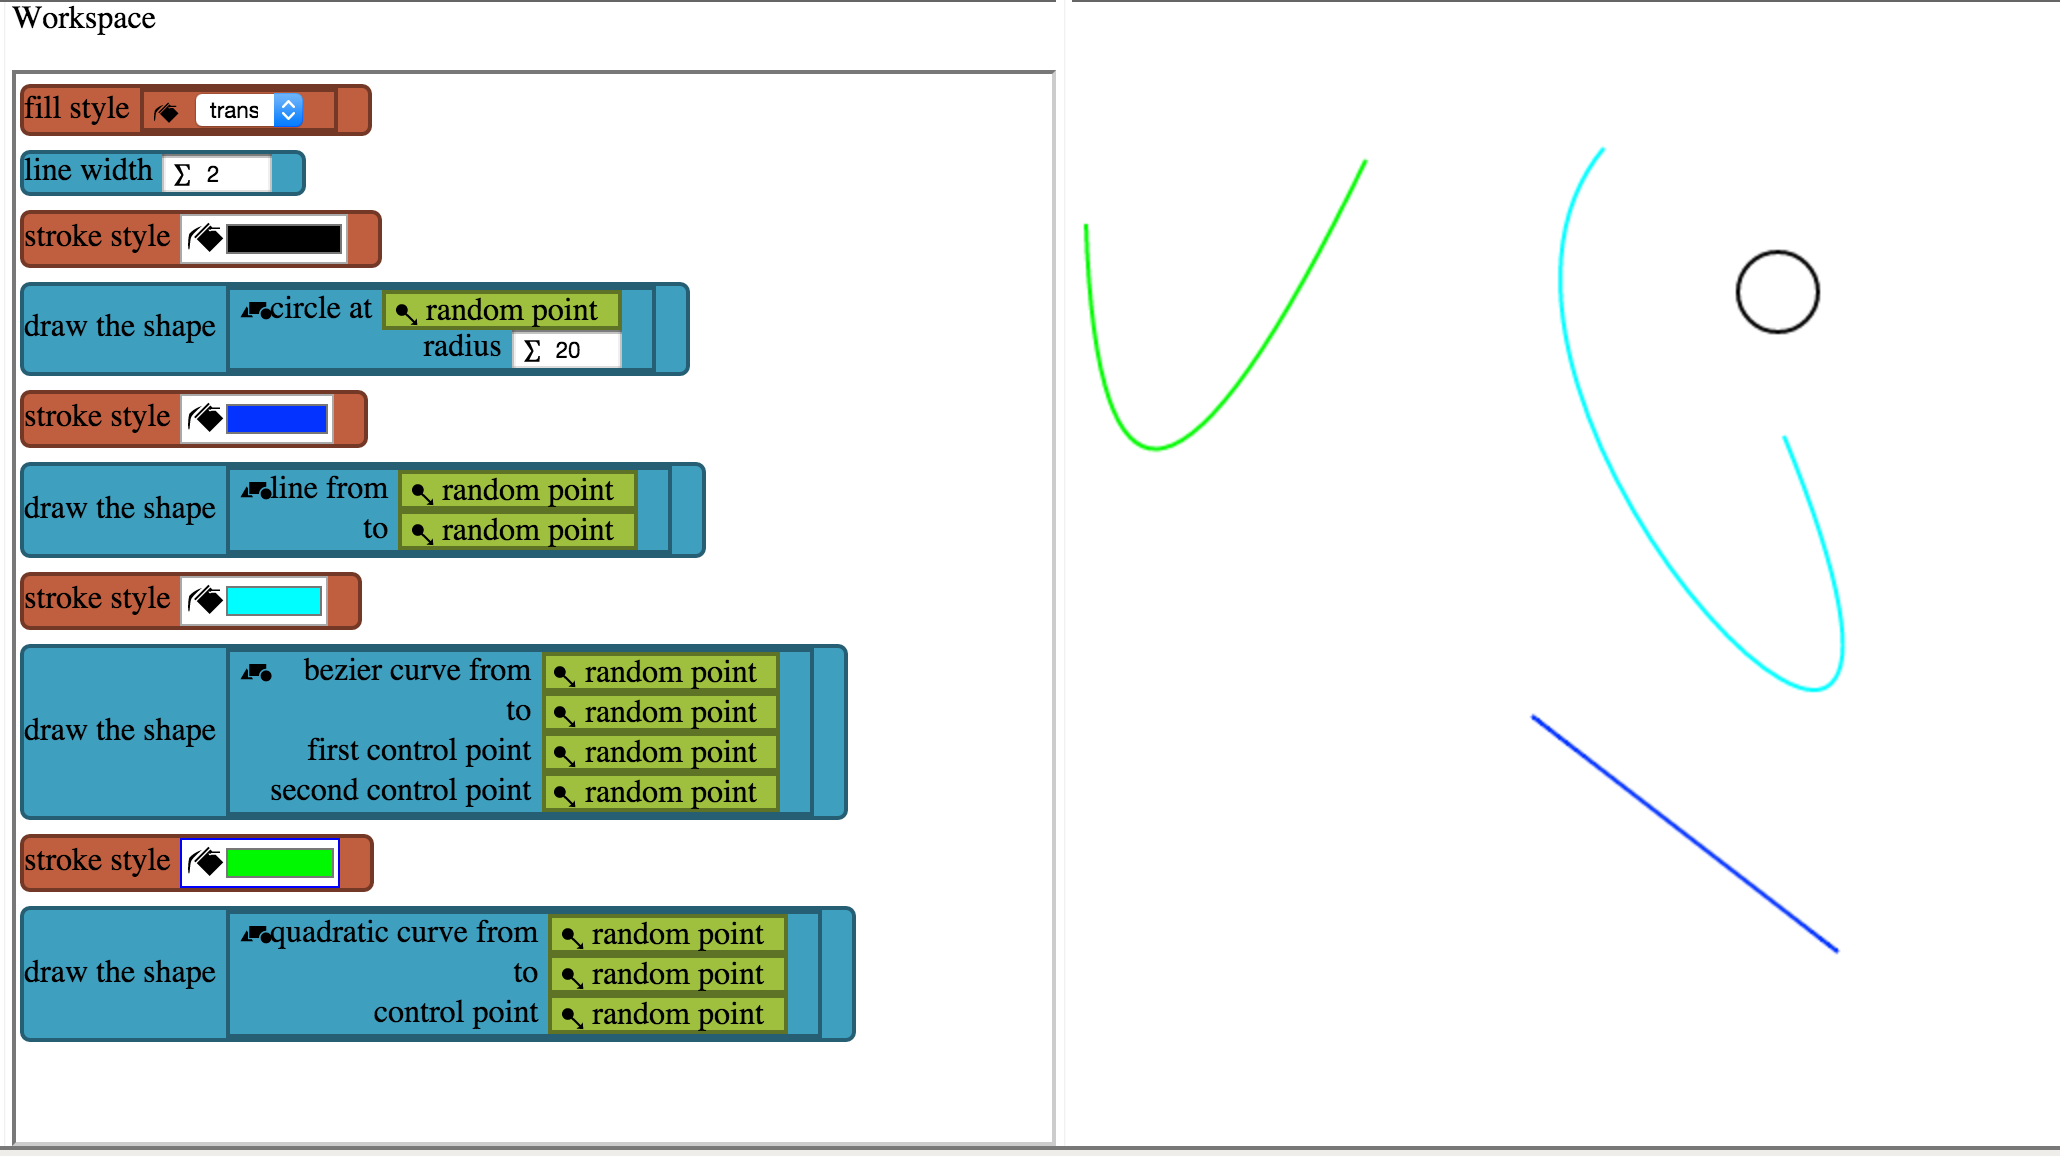 Workspace
fill style trans
line width Σ 2
stroke style
draw the shape circle at random point
radius Σ 20
stroke style
draw the shape line from random point
to random point
stroke style
draw the shape bezier curve from random point
to random point
first control point random point
second control point random point
stroke style
draw the shape quadratic curve from random point
to random point
control point random point